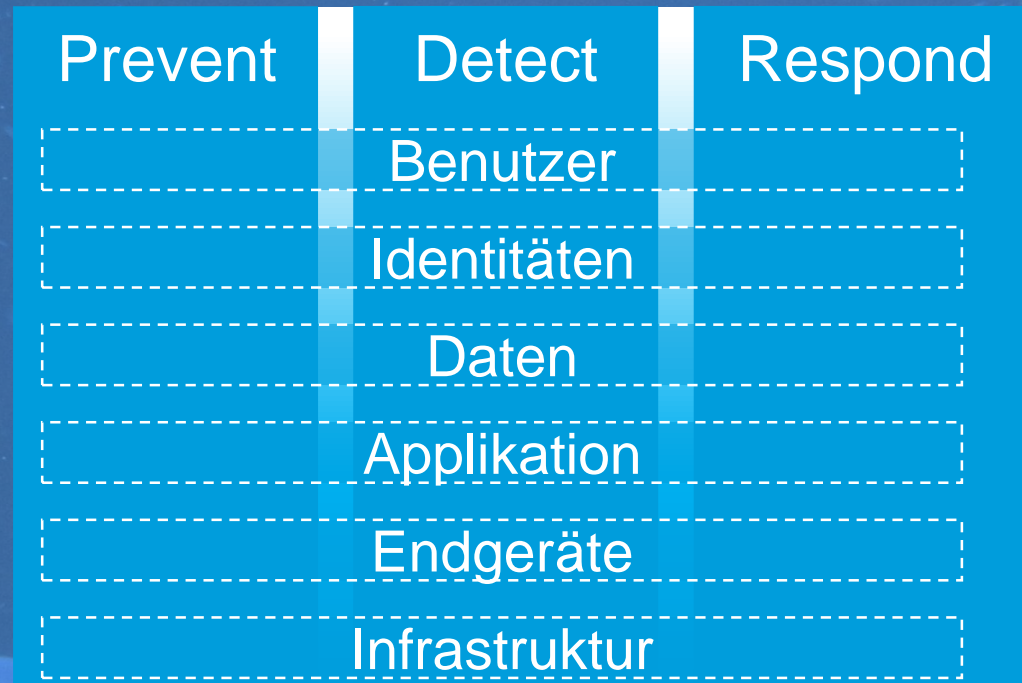 Prevent Detect Respond
Benutzer
Identitäten
Daten
Applikation
Endgeräte
Infrastruktur